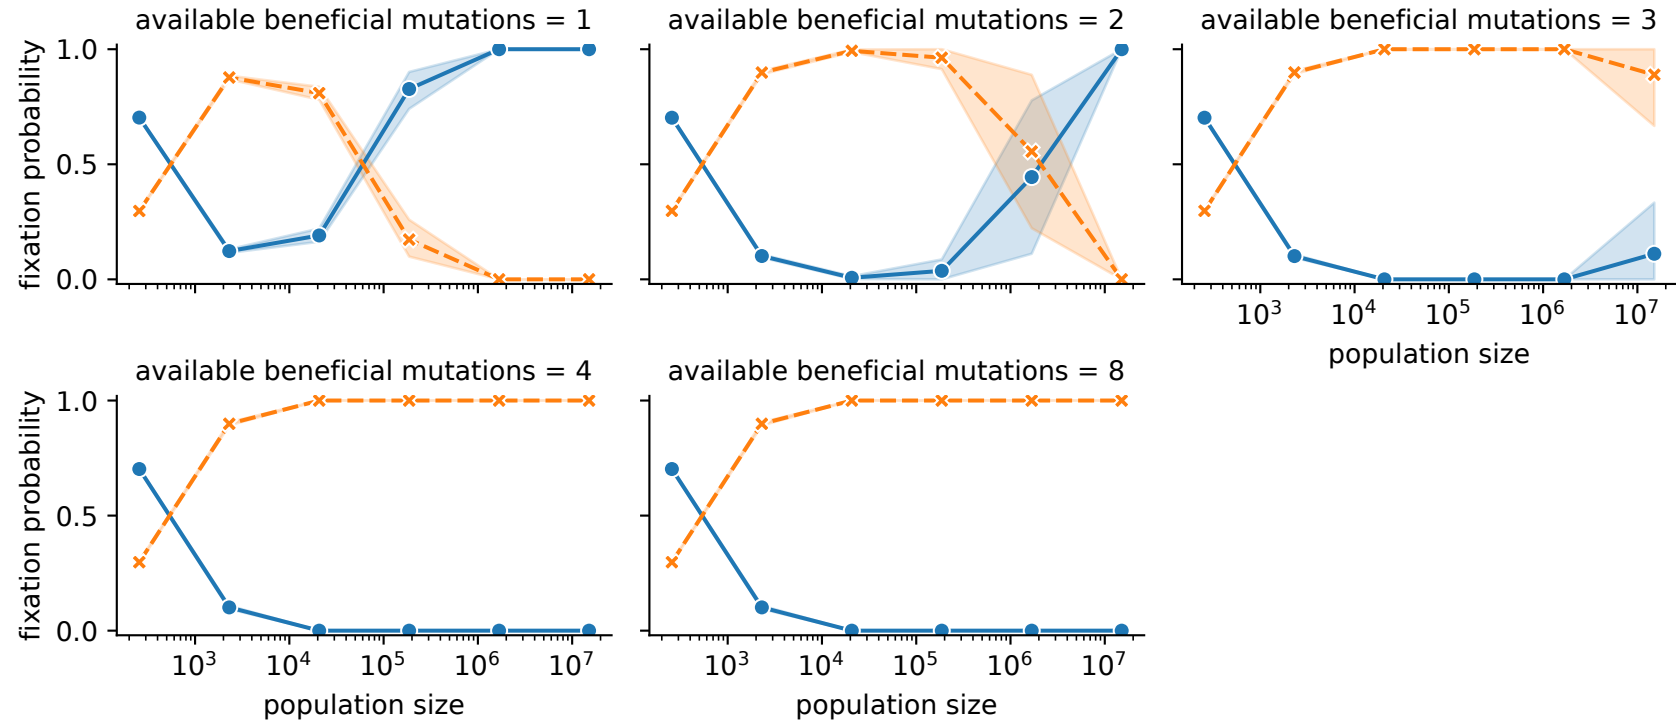 available beneficial mutations = 1
available beneficial mutations = 2
available beneficial mutations = 3
fixation probability
1.0
0.5
0.0
10³ 10⁴ 10⁵ 10⁶ 10⁷
population size
available beneficial mutations = 4
available beneficial mutations = 8
fixation probability
1.0
0.5
0.0
10³ 10⁴ 10⁵ 10⁶ 10⁷
population size
10³ 10⁴ 10⁵ 10⁶ 10⁷
population size